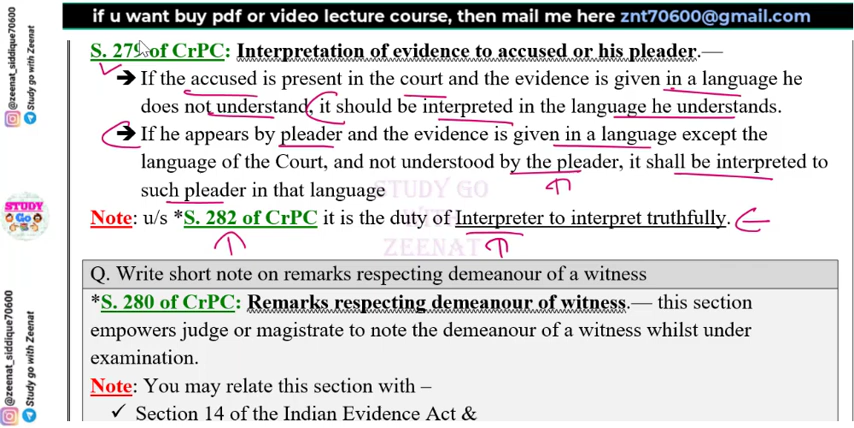 if u want buy pdf or video lecture course, then mail me here znt70600@gmail.com
S. 279 of CrPC: Interpretation of evidence to accused or his pleader.—
➔ If the accused is present in the court and the evidence is given in a language he
does not understand, it should be interpreted in the language he understands.
➔ If he appears by pleader and the evidence is given in a language except the
language of the Court, and not understood by the pleader, it shall be interpreted to
such pleader in that language
Note: u/s *S. 282 of CrPC it is the duty of Interpreter to interpret truthfully.
STUDY GO
WITH
ZEENAT
Q. Write short note on remarks respecting demeanour of a witness
*S. 280 of CrPC: Remarks respecting demeanour of witness.— this section
empowers judge or magistrate to note the demeanour of a witness whilst under
examination.
Note: You may relate this section with –
✓ Section 14 of the Indian Evidence Act &
@zeenat_siddique70600
Study go with Zeenat
STUDY
Go
@zeenat_siddique70600
Study go with Zeenat